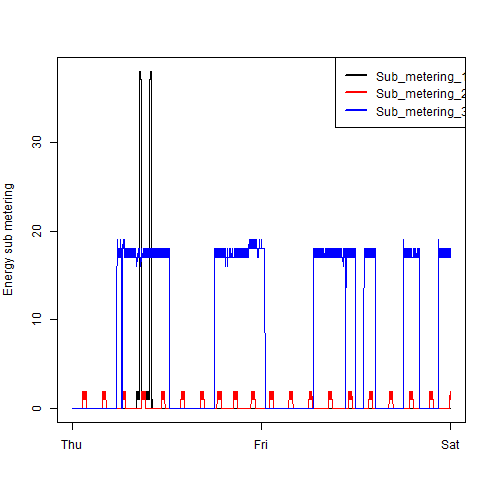 Sub_metering_1
Sub_metering_2
Sub_metering_3
Energy sub metering
30
20
10
0
Thu Fri Sat